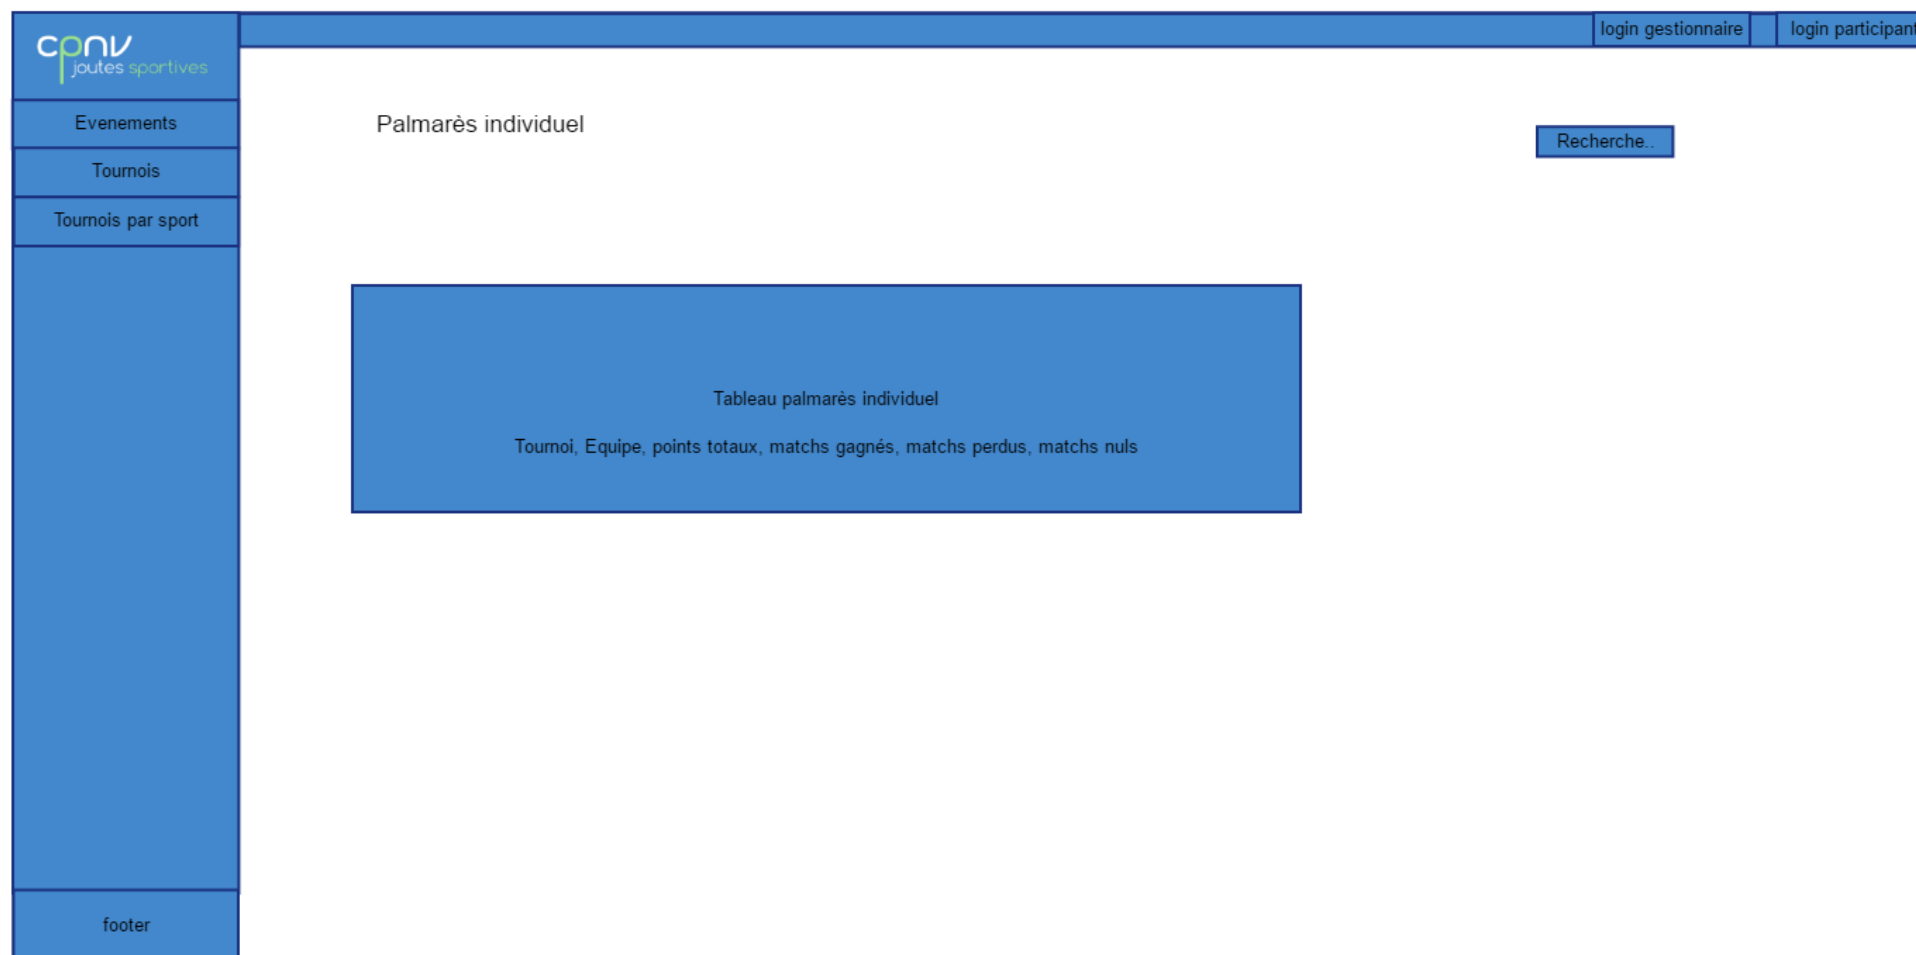 cpnv
joutes sportives
login gestionnaire
login participant
Evenements
Tournois
Tournois par sport
Palmarès individuel
Recherche..
Tableau palmarès individuel
Tournoi, Equipe, points totaux, matchs gagnés, matchs perdus, matchs nuls
footer